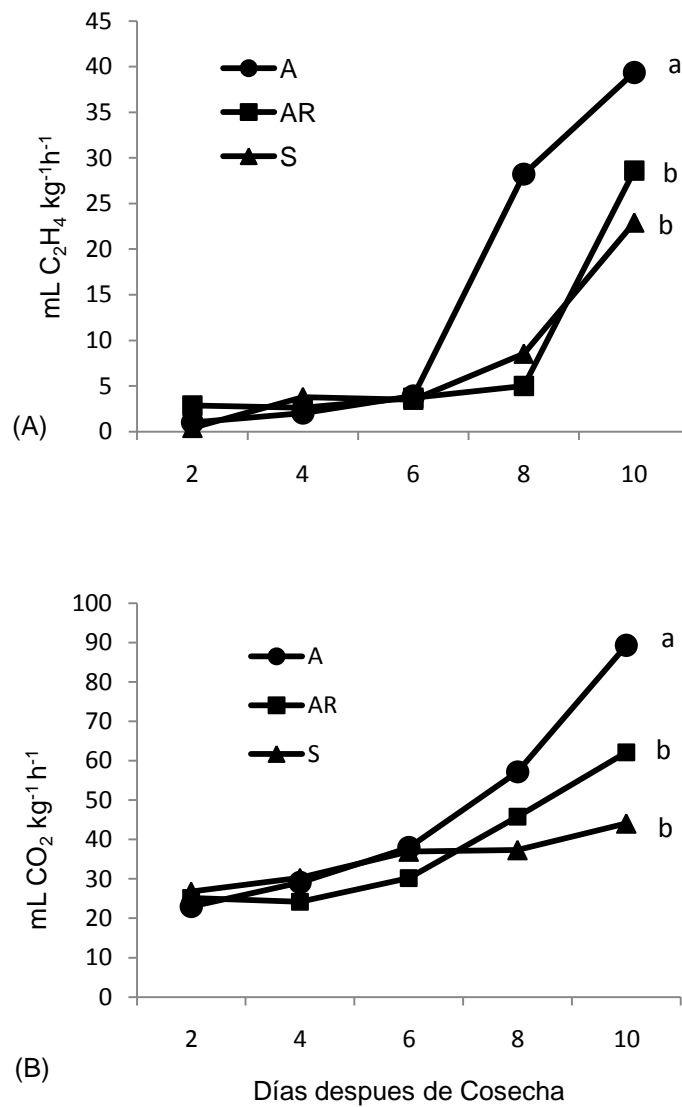 45
40
35
30
25
20
15
10
5
0
mL C₂H₄ kg⁻¹h⁻¹
A
AR
S
a
b
b
(A)
2 4 6 8 10
100
90
80
70
60
50
40
30
20
10
0
mL CO₂ kg⁻¹ h⁻¹
A
AR
S
a
b
b
2 4 6 8 10
(B)
Días despues de Cosecha